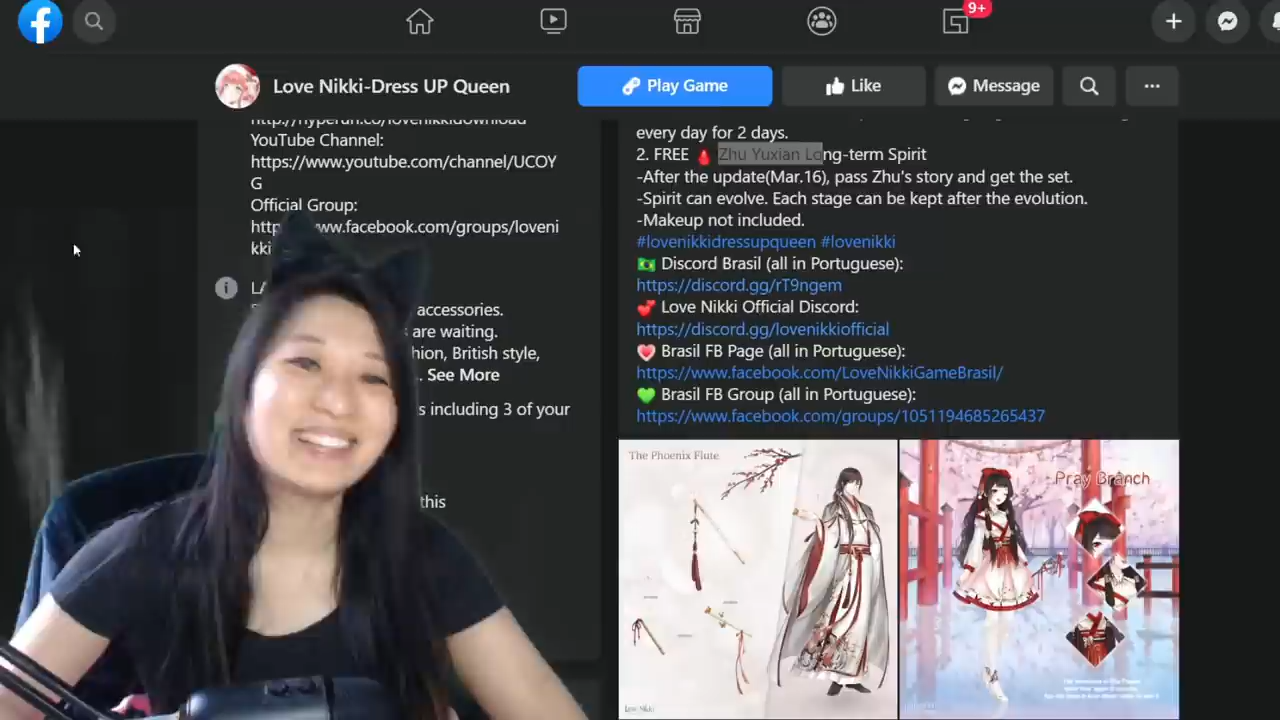 9+
Love Nikki-Dress UP Queen
Play Game
Like
Message
YouTube Channel:
https://www.youtube.com/channel/UCOY
G
Official Group:
www.facebook.com/groups/loveni
kki
accessories.
are waiting.
hion, British style,
. See More
s including 3 of your
this
every day for 2 days.
2. FREE 🩸 Zhu Yuxian Long-term Spirit
-After the update(Mar.16), pass Zhu's story and get the set.
-Spirit can evolve. Each stage can be kept after the evolution.
-Makeup not included.
#lovenikkidressupqueen #lovenikki
🇧🇷 Discord Brasil (all in Portuguese):
https://discord.gg/rT9ngem
💕 Love Nikki Official Discord:
https://discord.gg/lovenikkiofficial
💗 Brasil FB Page (all in Portuguese):
https://www.facebook.com/LoveNikkiGameBrasil/
💚 Brasil FB Group (all in Portuguese):
https://www.facebook.com/groups/1051194685265437
The Phoenix Flute
Pray Branch
Love Nikki